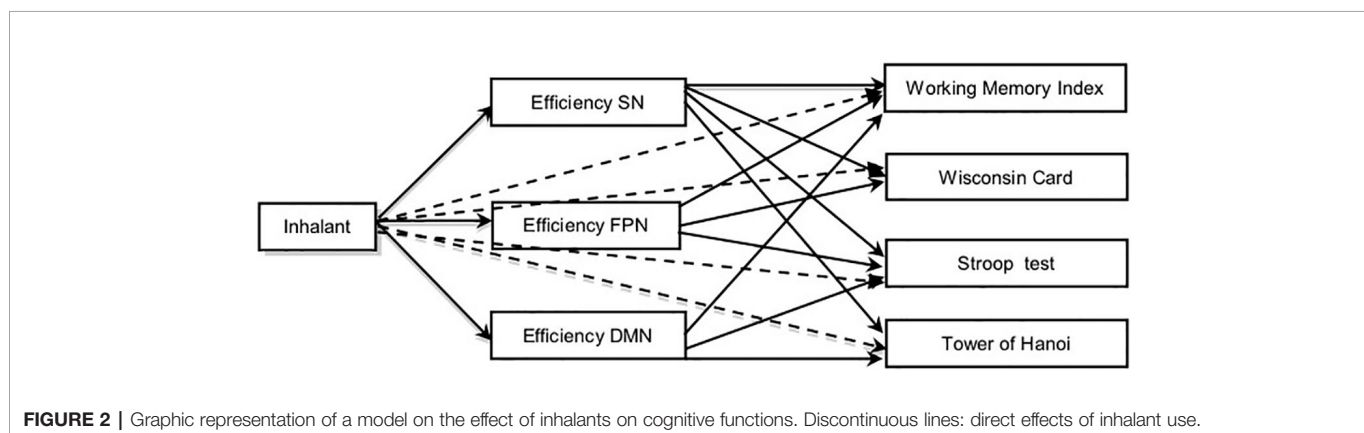 Efficiency SN
Working Memory Index
Wisconsin Card
Inhalant
Efficiency FPN
Stroop test
Efficiency DMN
Tower of Hanoi
FIGURE 2 | Graphic representation of a model on the effect of inhalants on cognitive functions. Discontinuous lines: direct effects of inhalant use.